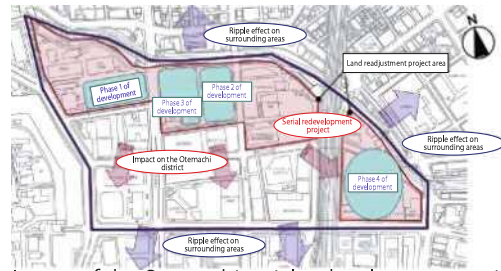 Ripple effect on
surrounding areas
N
Land readjustment project area
Phase 1 of
development
Phase 2 of
development
Phase 3 of
development
Serial redevelopment
project
Impact on the Otemachi
district
Ripple effect on
surrounding areas
Phase 4 of
development
Ripple effect on
surrounding areas